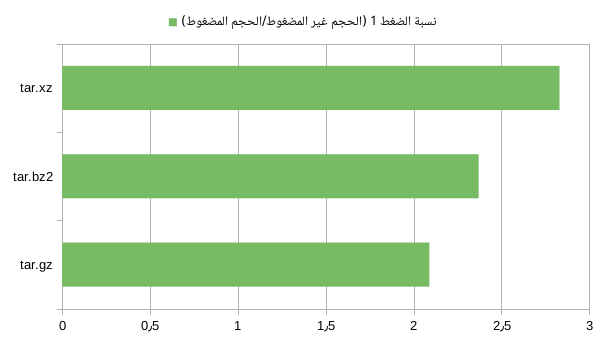 نسبة الضغط 1 (الحجم غير المضغوط/الحجم المضغوط)
tar.xz
tar.bz2
tar.gz
0 0٫5 1 1٫5 2 2٫5 3